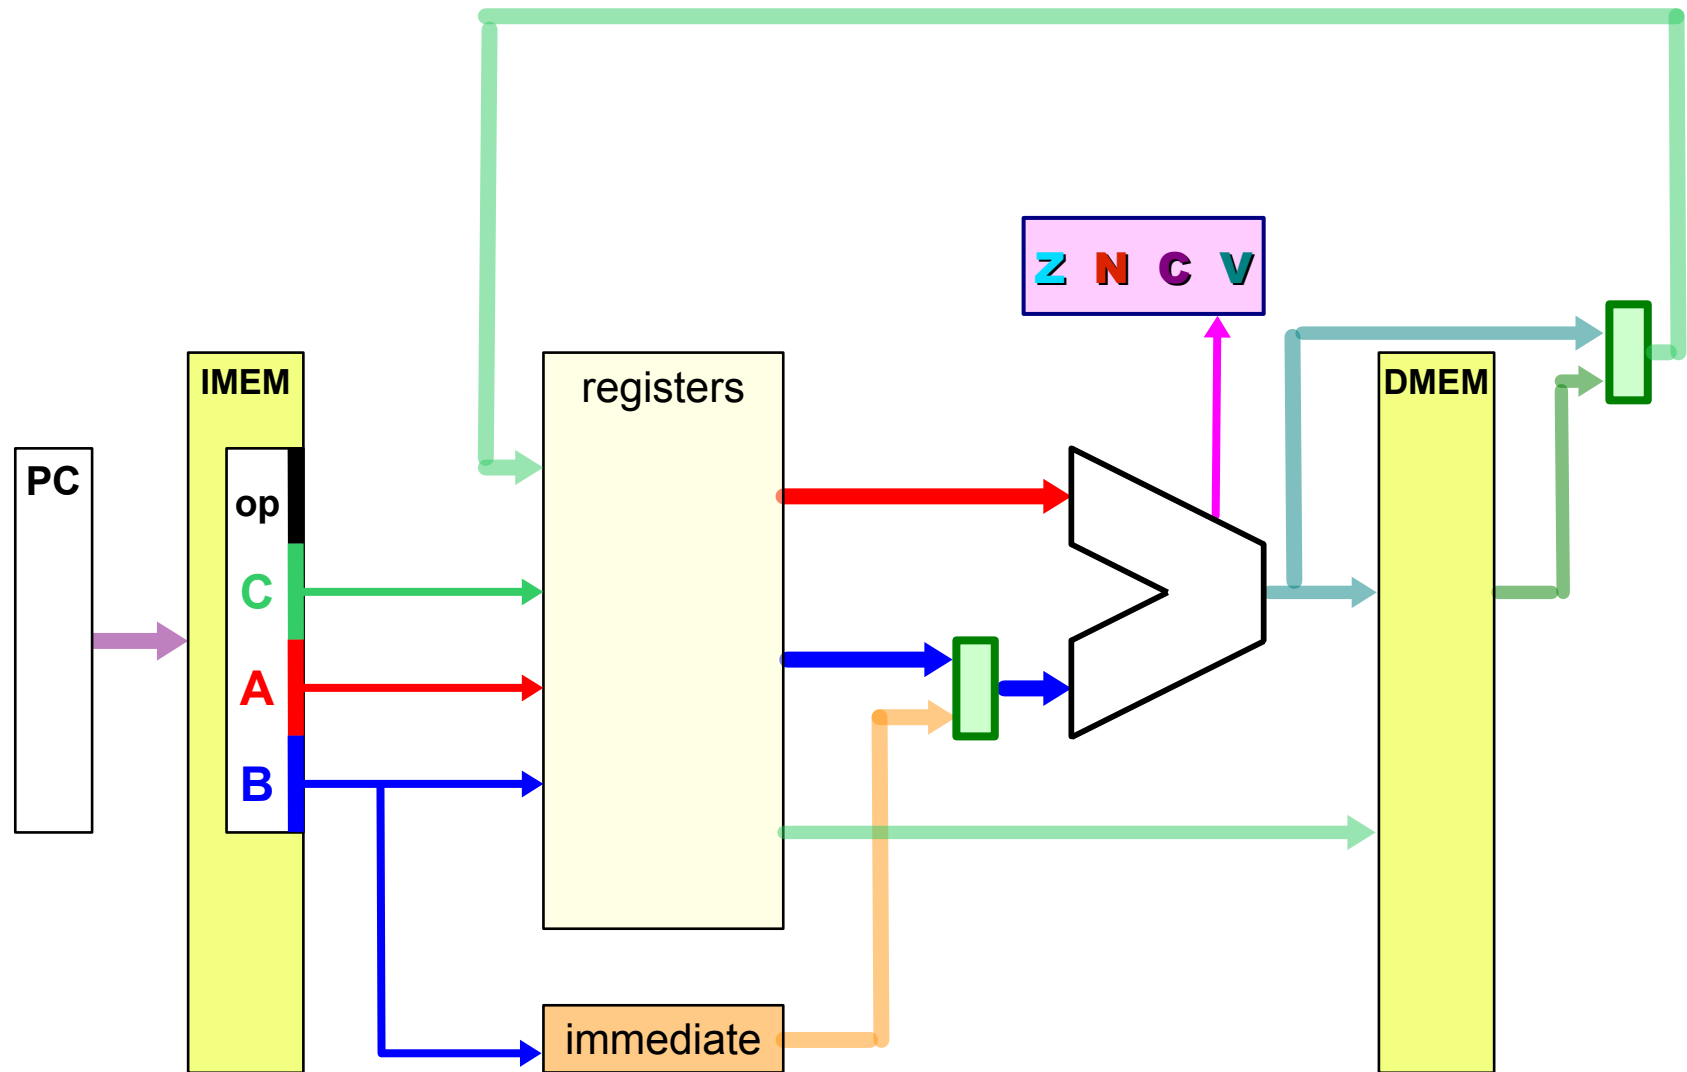 Z N C V
IMEM
registers
DMEM
PC
op
C
A
B
immediate